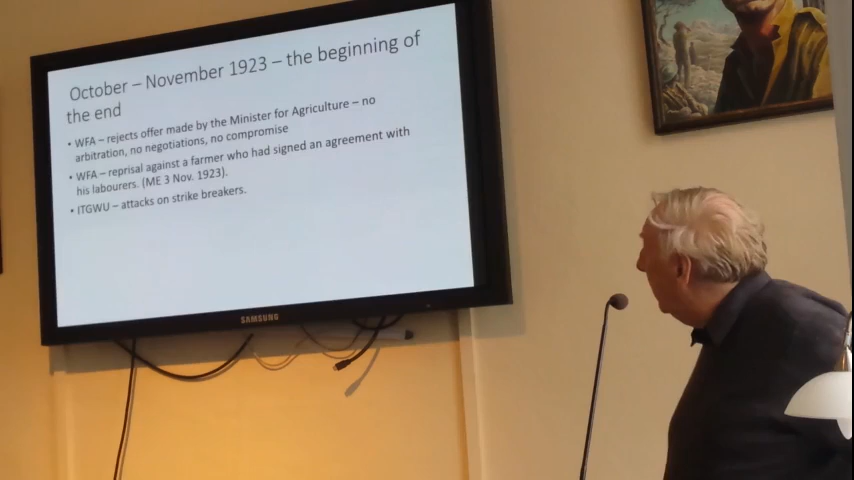 October – November 1923 – the beginning of
the end
• WFA – rejects offer made by the Minister for Agriculture – no
arbitration, no negotiations, no compromise
• WFA – reprisal against a farmer who had signed an agreement with
his labourers. (ME 3 Nov. 1923).
• ITGWU – attacks on strike breakers.
SAMSUNG